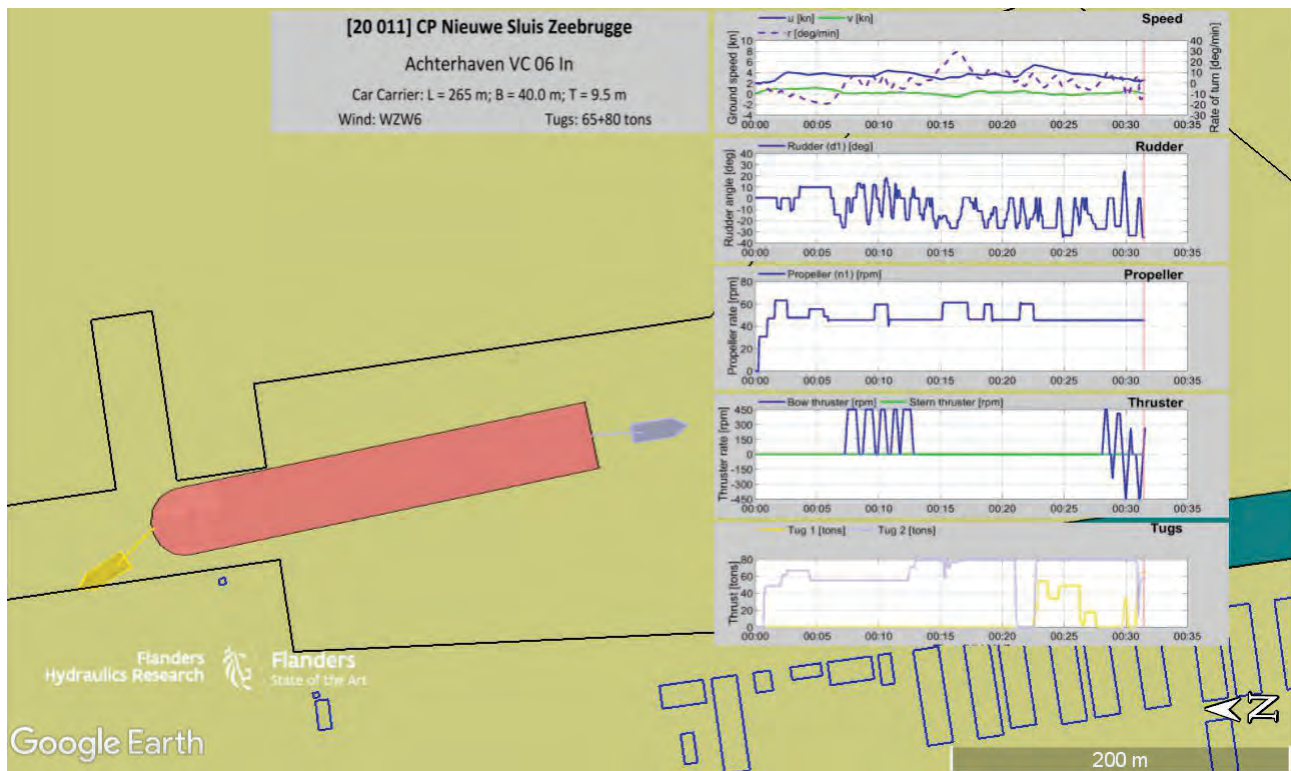 [20 011] CP Nieuwe Sluis Zeebrugge
Achterhaven VC 06 In
Car Carrier: L = 265 m; B = 40.0 m; T = 9.5 m
Wind: WZW6 Tugs: 65+80 tons
u [kn] v [kn]
r [deg/min]
Speed
Ground speed [kn]
10
8
6
4
2
0
-2
-4
Rate of turn [deg/min]
40
30
20
10
0
-10
-20
-30
00:00 00:05 00:10 00:15 00:20 00:25 00:30 00:35
Rudder (d1) [deg]
Rudder
Rudder angle [deg]
40
30
20
10
0
-10
-20
-30
-40
00:00 00:05 00:10 00:15 00:20 00:25 00:30 00:35
Propeller (n1) [rpm]
Propeller
Propeller rate [rpm]
80
60
40
20
0
00:00 00:05 00:10 00:15 00:20 00:25 00:30 00:35
Bow thruster [rpm] Stern thruster [rpm]
Thruster
Thruster rate [rpm]
450
300
150
0
-150
-300
-450
00:00 00:05 00:10 00:15 00:20 00:25 00:30 00:35
Tug 1 [tons] Tug 2 [tons]
Tugs
Thrust [tons]
80
60
40
20
0
00:00 00:05 00:10 00:15 00:20 00:25 00:30 00:35
Flanders
Hydraulics Research
Flanders
State of the Art
Google Earth
N
200 m